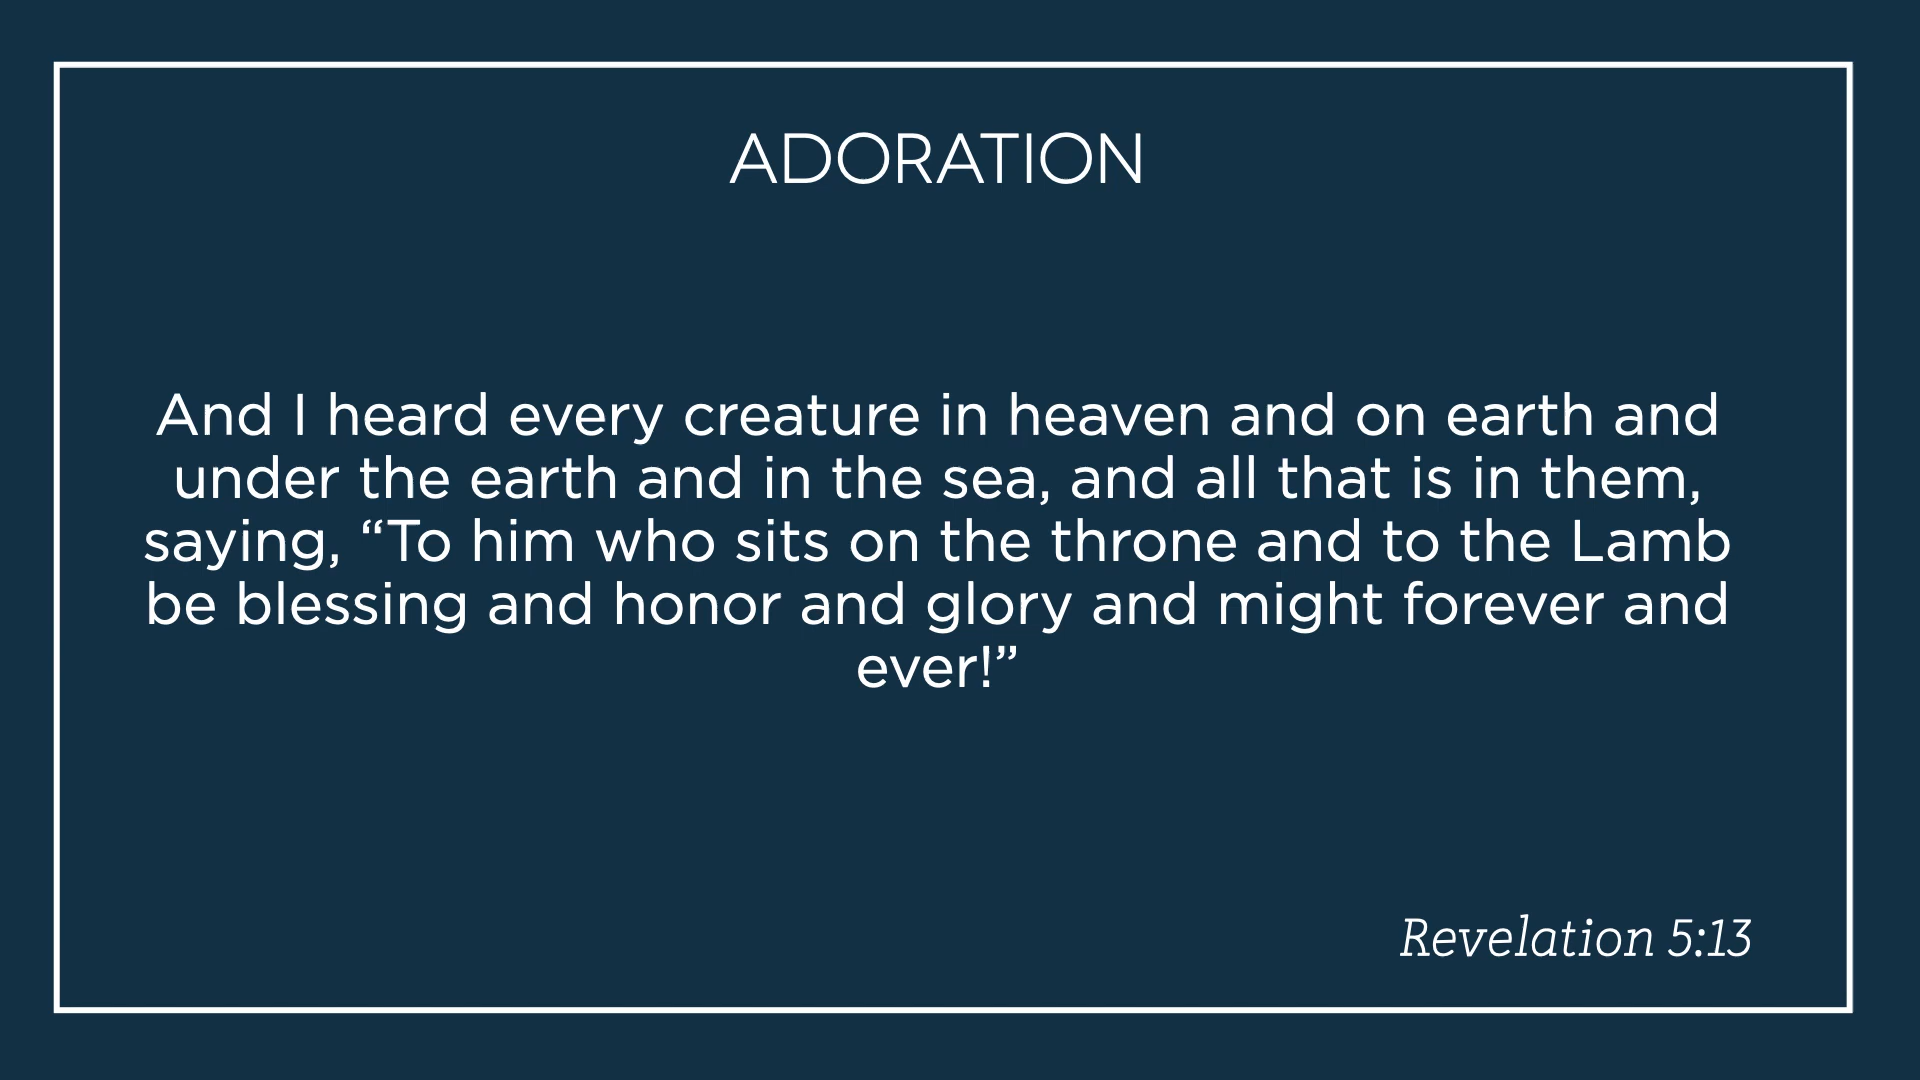 ADORATION
And I heard every creature in heaven and on earth and
under the earth and in the sea, and all that is in them,
saying, “To him who sits on the throne and to the Lamb
be blessing and honor and glory and might forever and
ever!”
Revelation 5:13